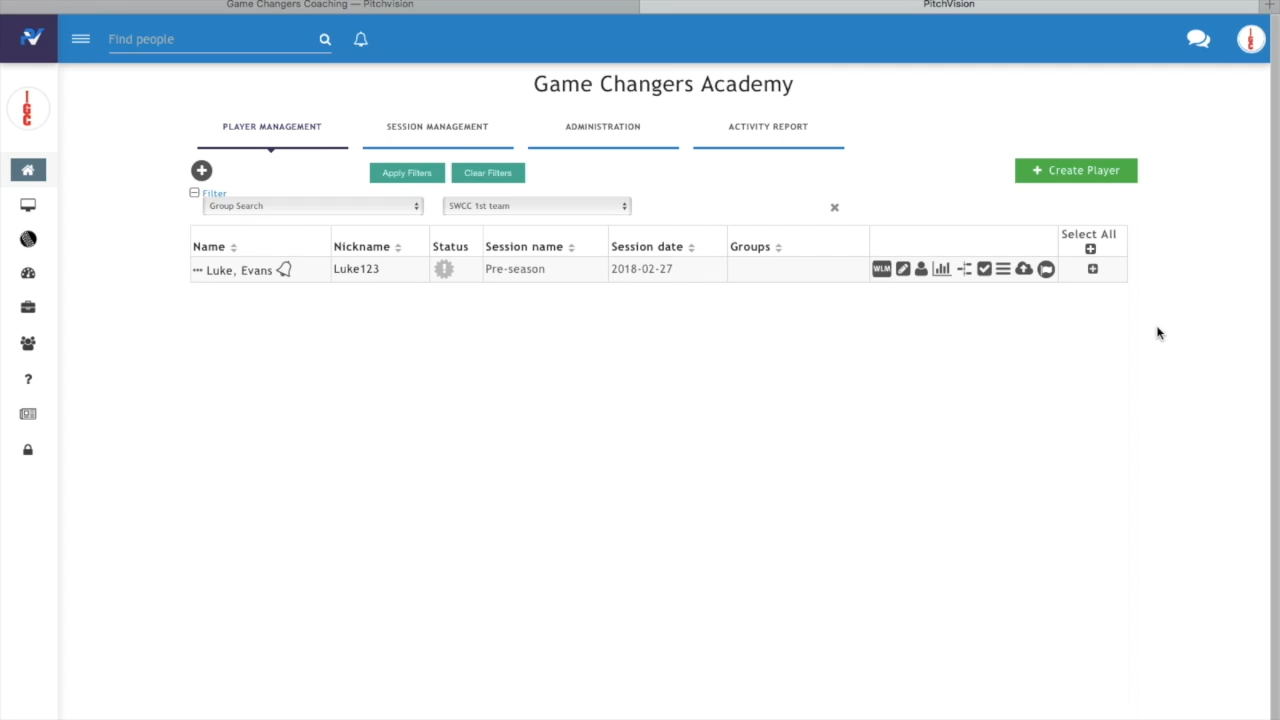 Game Changers Coaching — Pitchvision
PitchVision
Find people
Game Changers Academy
PLAYER MANAGEMENT
SESSION MANAGEMENT
ADMINISTRATION
ACTIVITY REPORT
Apply Filters
Clear Filters
+ Create Player
Filter
Group Search
SWCC 1st team
Name
Nickname
Status
Session name
Session date
Groups
Select All
Luke, Evans
Luke123
Pre-season
2018-02-27
WLM
IGC